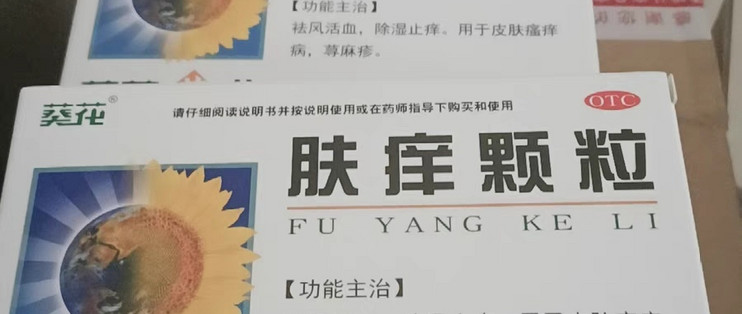 【功能主治】
祛风活血，除湿止痒。用于皮肤瘙痒
病，荨麻疹。
葵花®
请仔细阅读说明书并按说明使用或在药师指导下购买和使用
OTC
肤痒颗粒
FU YANG KE LI
【功能主治】